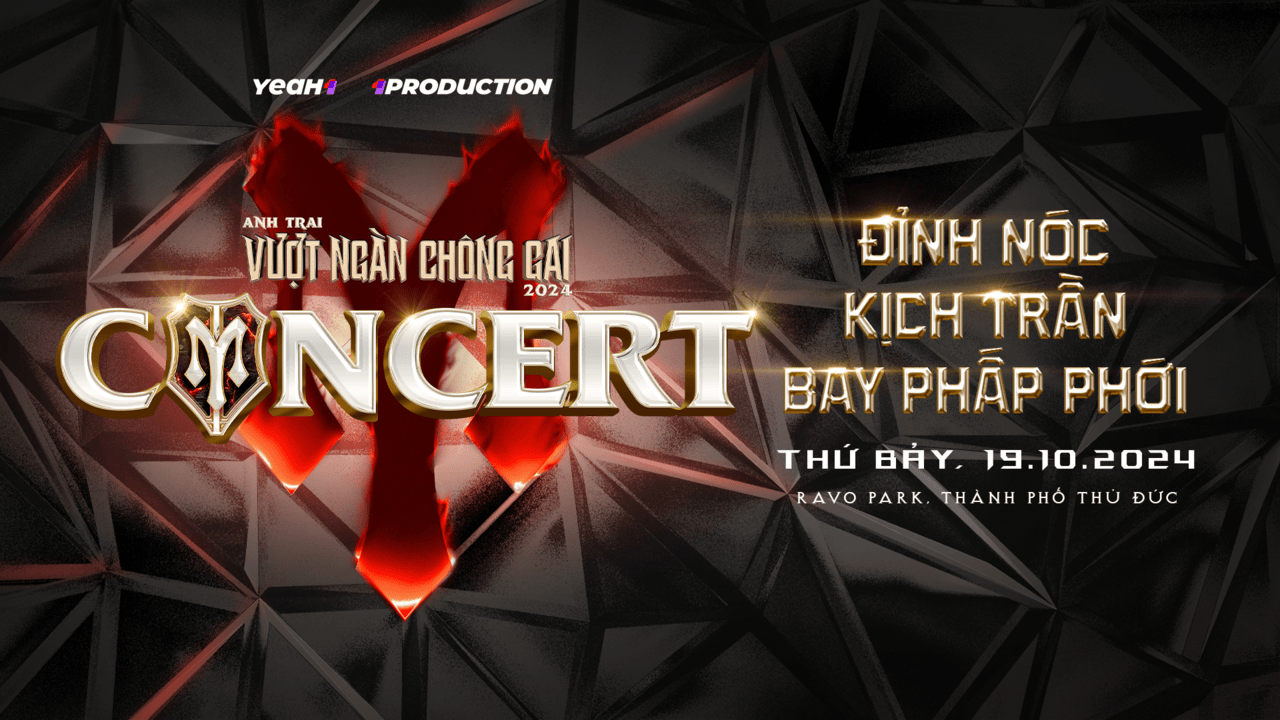 YEAH1 1PRODUCTION
ANH TRAI
VƯỢT NGÀN CHÔNG GAI
2024
CONCERT
ĐỈNH NÓC
KỊCH TRẦN
BAY PHẤP PHỚI
THỨ BẢY, 19.10.2024
RAVO PARK, THÀNH PHỐ THỦ ĐỨC